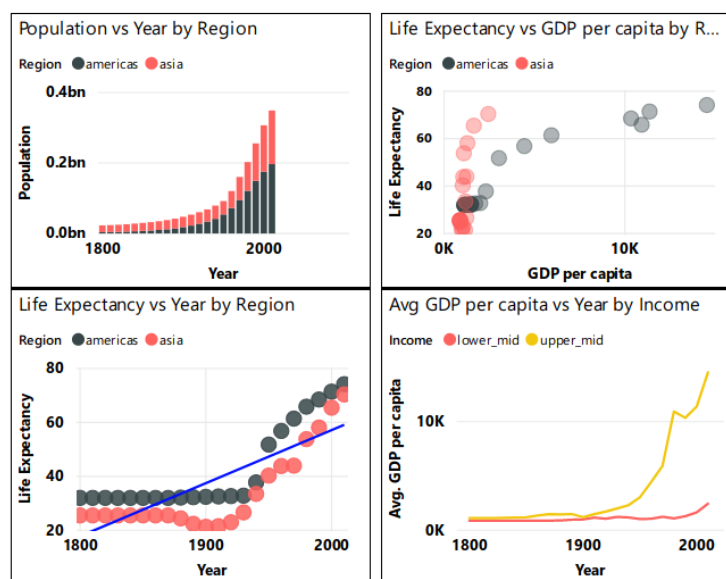 Population vs Year by Region
Region americas asia
0.4bn
0.2bn
0.0bn
Population
1800 2000
Year
Life Expectancy vs GDP per capita by R...
Region americas asia
80
60
40
20
Life Expectancy
0K 10K
GDP per capita
Life Expectancy vs Year by Region
Region americas asia
80
60
40
20
Life Expectancy
1800 1900 2000
Year
Avg GDP per capita vs Year by Income
Income lower_mid upper_mid
10K
0K
Avg. GDP per capita
1800 1900 2000
Year